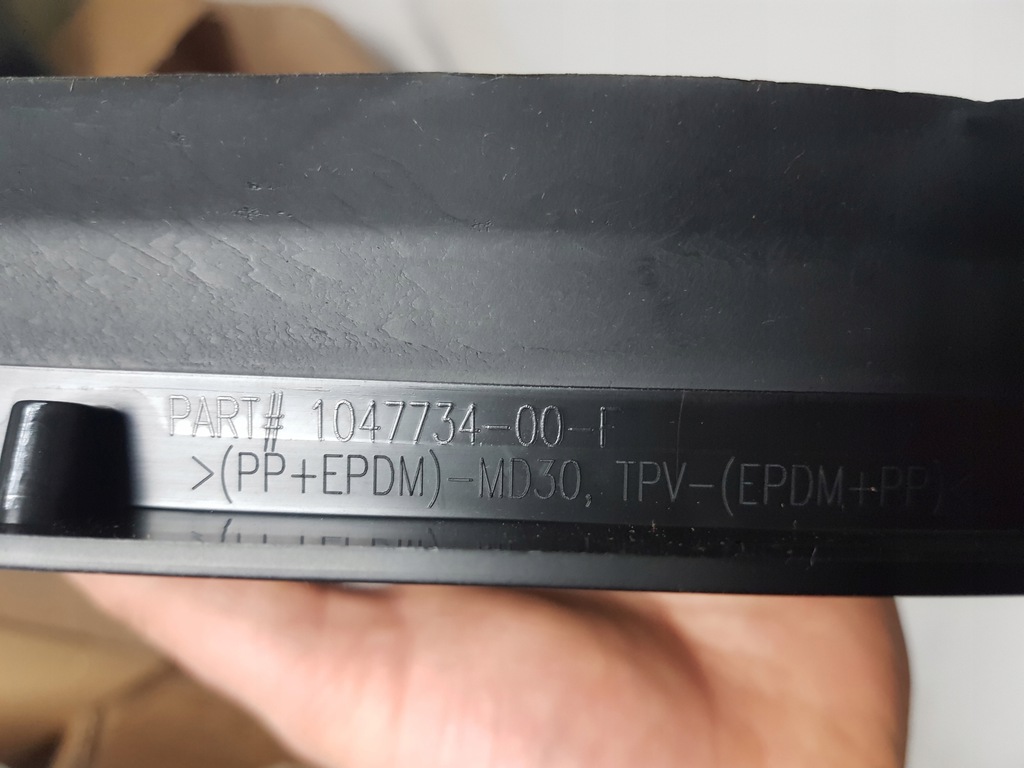 PART# 1047734-00-F
>(PP+EPDM)-MD30, TPV-(EPDM+PP)<